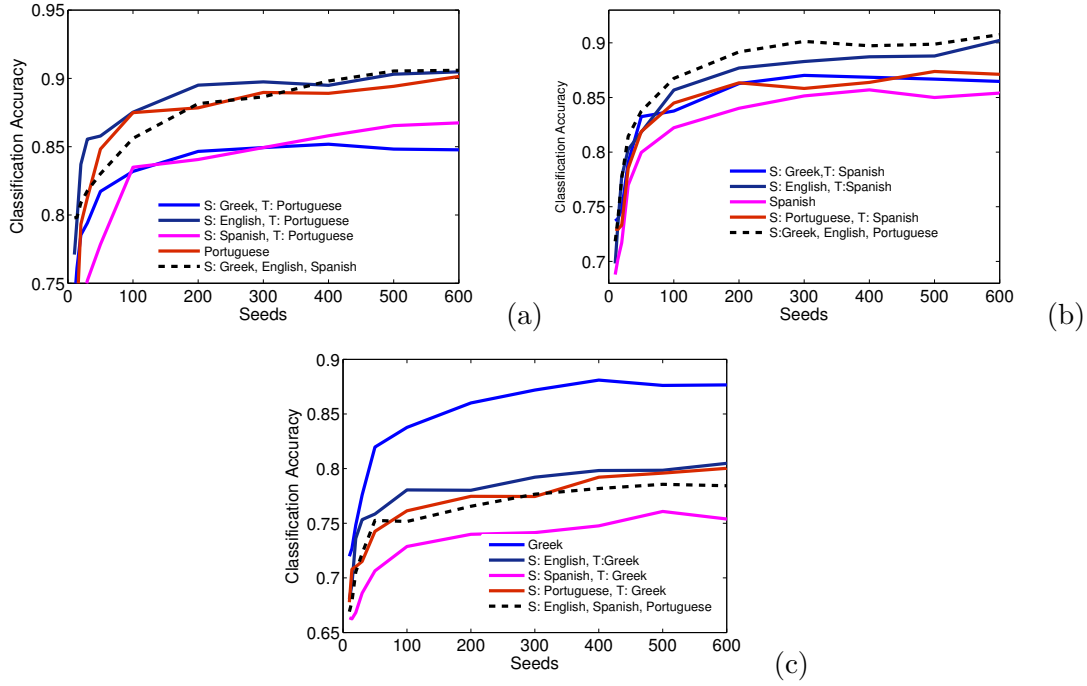 0.95
0.9
0.85
0.8
0.75
Classification Accuracy
0 100 200 300 400 500 600
Seeds
S: Greek, T: Portuguese
S: English, T: Portuguese
S: Spanish, T: Portuguese
Portuguese
S: Greek, English, Spanish
(a)
0.9
0.85
0.8
0.75
0.7
Classification Accuracy
0 100 200 300 400 500 600
Seeds
S: Greek,T: Spanish
S: English, T:Spanish
Spanish
S: Portuguese, T: Spanish
S:Greek, English, Portuguese
(b)
0.9
0.85
0.8
0.75
0.7
0.65
Classification Accuracy
0 100 200 300 400 500 600
Seeds
Greek
S: English, T:Greek
S: Spanish, T: Greek
S: Portuguese, T: Greek
S: English, Spanish, Portuguese
(c)